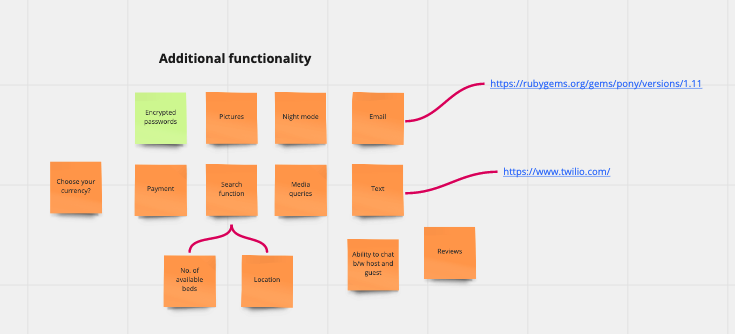 Additional functionality
https://rubygems.org/gems/pony/versions/1.11
Encrypted
passwords
Pictures
Night mode
Email
https://www.twilio.com/
Choose your
currency?
Payment
Search
function
Media
queries
Text
Ability to chat
b/w host and
guest
Reviews
No. of
available
beds
Location